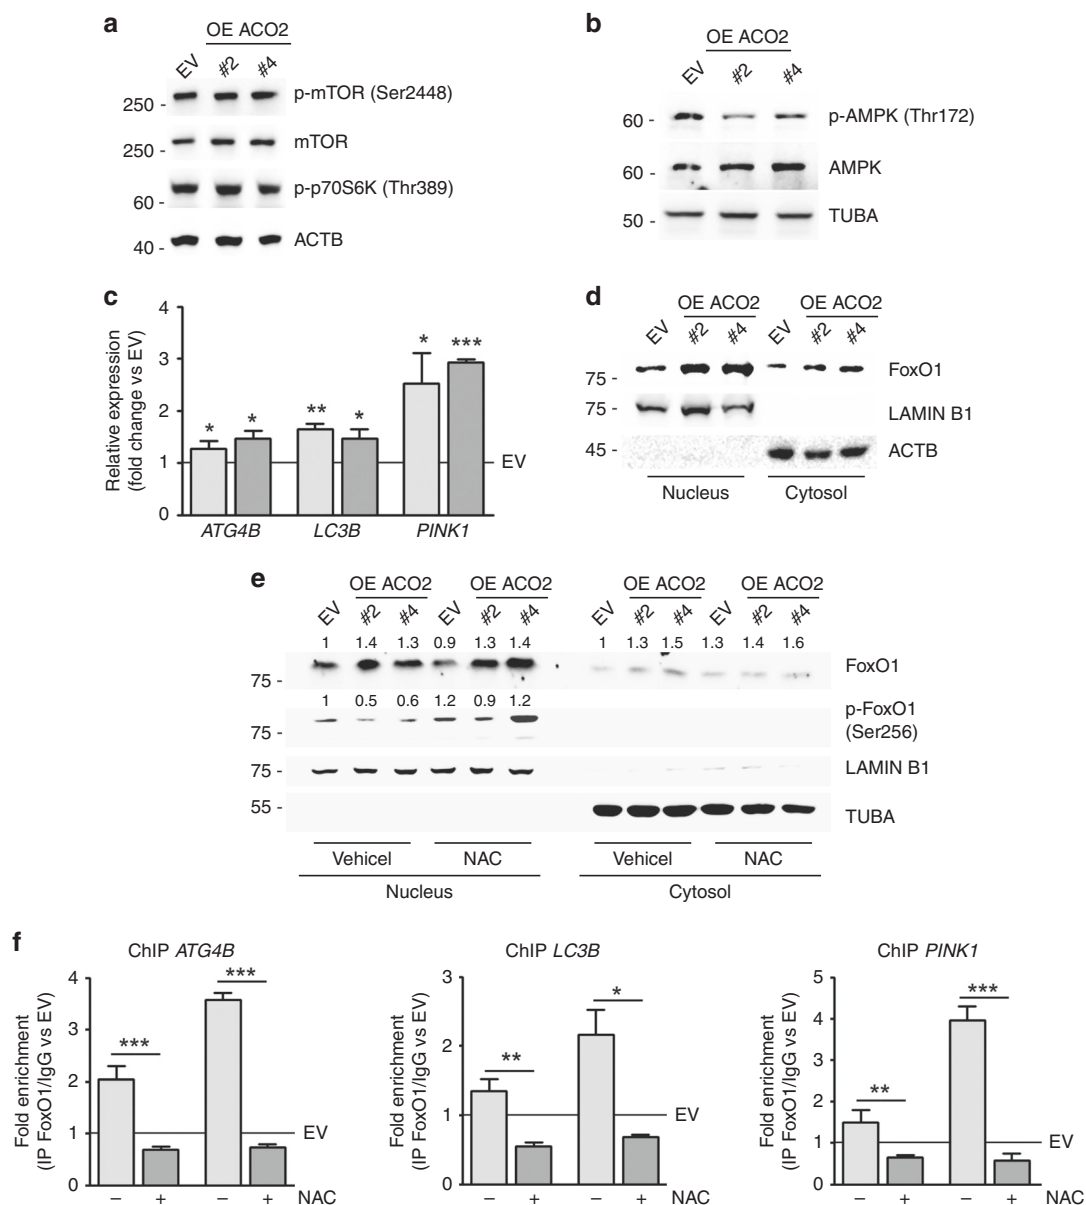 a
OE ACO2
EV #2 #4
250 - p-mTOR (Ser2448)
250 - mTOR
60 - p-p70S6K (Thr389)
40 - ACTB
b
OE ACO2
EV #2 #4
60 - p-AMPK (Thr172)
60 - AMPK
50 - TUBA
c
Relative expression
(fold change vs EV)
4
3
2
1
0
* * ** * * ***
EV
ATG4B LC3B PINK1
d
OE ACO2 OE ACO2
EV #2 #4 EV #2 #4
75 - FoxO1
75 - LAMIN B1
45 - ACTB
Nucleus Cytosol
e
OE ACO2 OE ACO2 OE ACO2 OE ACO2
EV #2 #4 EV #2 #4 EV #2 #4 EV #2 #4
1 1.4 1.3 0.9 1.3 1.4 1 1.3 1.5 1.3 1.4 1.6
75 - FoxO1
1 0.5 0.6 1.2 0.9 1.2
75 - p-FoxO1
(Ser256)
75 - LAMIN B1
55 - TUBA
Vehicel NAC Vehicel NAC
Nucleus Cytosol
f
ChIP ATG4B
Fold enrichment
(IP FoxO1/IgG vs EV)
4
3
2
1
0
*** ***
EV
– + – + NAC
ChIP LC3B
Fold enrichment
(IP FoxO1/IgG vs EV)
3
2
1
0
** *
EV
– + – + NAC
ChIP PINK1
Fold enrichment
(IP FoxO1/IgG vs EV)
5
4
3
2
1
0
** ***
EV
– + – + NAC